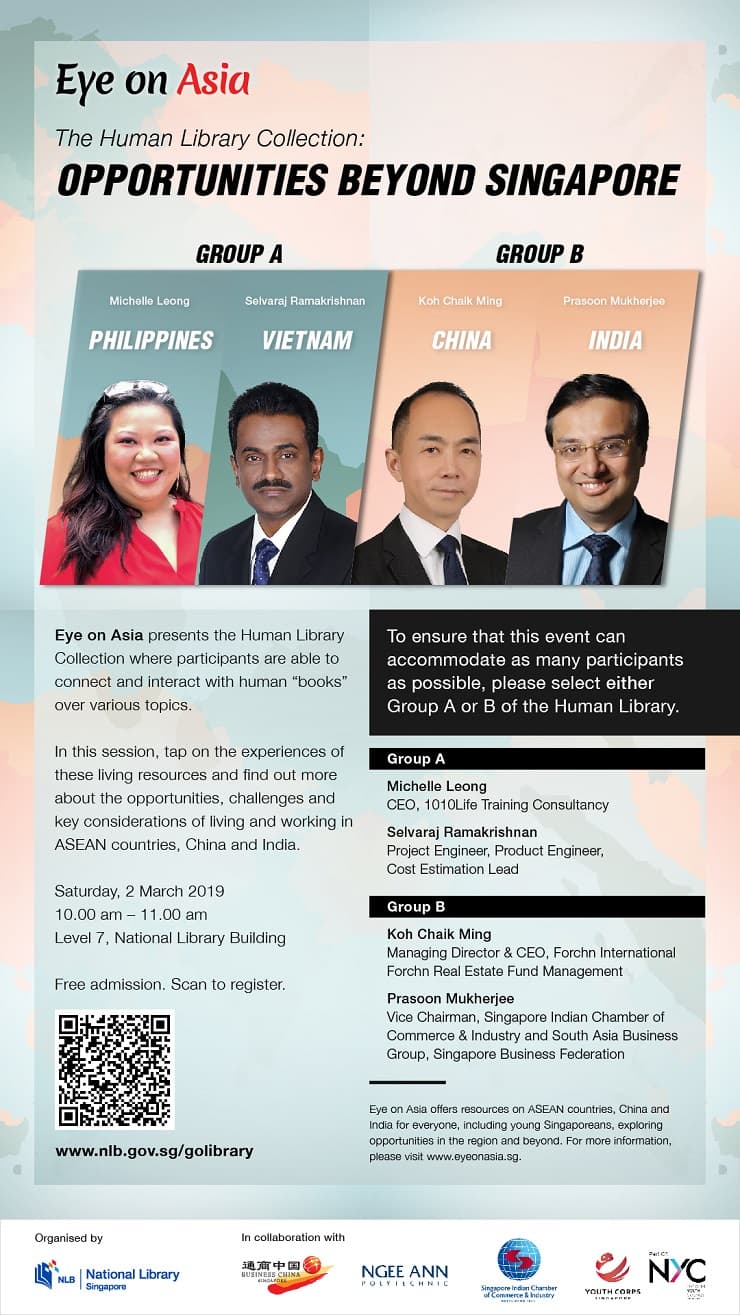 Eye on Asia
The Human Library Collection:
OPPORTUNITIES BEYOND SINGAPORE
GROUP A
GROUP B
Michelle Leong
PHILIPPINES
Selvaraj Ramakrishnan
VIETNAM
Koh Chaik Ming
CHINA
Prasoon Mukherjee
INDIA
Eye on Asia presents the Human Library
Collection where participants are able to
connect and interact with human “books”
over various topics.
In this session, tap on the experiences of
these living resources and find out more
about the opportunities, challenges and
key considerations of living and working in
ASEAN countries, China and India.
Saturday, 2 March 2019
10.00 am – 11.00 am
Level 7, National Library Building
Free admission. Scan to register.
www.nlb.gov.sg/golibrary
To ensure that this event can
accommodate as many participants
as possible, please select either
Group A or B of the Human Library.
Group A
Michelle Leong
CEO, 1010Life Training Consultancy
Selvaraj Ramakrishnan
Project Engineer, Product Engineer,
Cost Estimation Lead
Group B
Koh Chaik Ming
Managing Director & CEO, Forchn International
Forchn Real Estate Fund Management
Prasoon Mukherjee
Vice Chairman, Singapore Indian Chamber of
Commerce & Industry and South Asia Business
Group, Singapore Business Federation
Eye on Asia offers resources on ASEAN countries, China and
India for everyone, including young Singaporeans, exploring
opportunities in the region and beyond. For more information,
please visit www.eyeonasia.sg.
Organised by
NLB National Library
Singapore
In collaboration with
通商中国
BUSINESS CHINA
SINGAPORE
NGEE ANN
POLYTECHNIC
Singapore Indian Chamber
of Commerce & Industry
YOUTH CORPS
SINGAPORE
Part Of
NYC